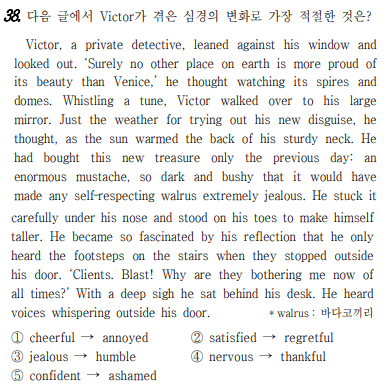 38. 다음 글에서 Victor가 겪은 심경의 변화로 가장 적절한 것은?
Victor, a private detective, leaned against his window and
looked out. ‘Surely no other place on earth is more proud of
its beauty than Venice,’ he thought watching its spires and
domes. Whistling a tune, Victor walked over to his large
mirror. Just the weather for trying out his new disguise, he
thought, as the sun warmed the back of his sturdy neck. He
had bought this new treasure only the previous day: an
enormous mustache, so dark and bushy that it would have
made any self-respecting walrus extremely jealous. He stuck it
carefully under his nose and stood on his toes to make himself
taller. He became so fascinated by his reflection that he only
heard the footsteps on the stairs when they stopped outside
his door. ‘Clients. Blast! Why are they bothering me now of
all times?’ With a deep sigh he sat behind his desk. He heard
voices whispering outside his door. * walrus : 바다코끼리
① cheerful → annoyed ② satisfied → regretful
③ jealous → humble ④ nervous → thankful
⑤ confident → ashamed